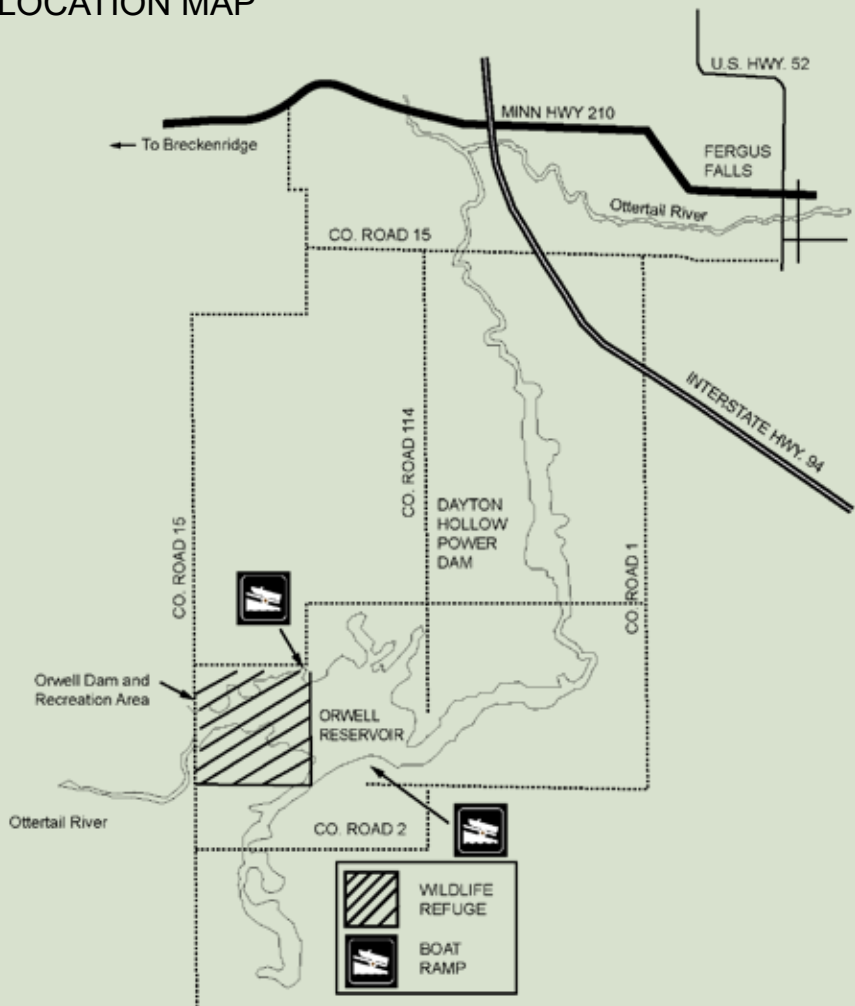 LOCATION MAP
U.S. HWY. 52
MINN HWY 210
To Breckenridge
FERGUS
FALLS
Ottertail River
CO. ROAD 15
INTERSTATE HWY. 94
CO. ROAD 114
DAYTON
HOLLOW
POWER
DAM
CO. ROAD 15
CO. ROAD 1
Orwell Dam and
Recreation Area
ORWELL
RESERVOIR
Ottertail River
CO. ROAD 2
WILDLIFE
REFUGE
BOAT
RAMP